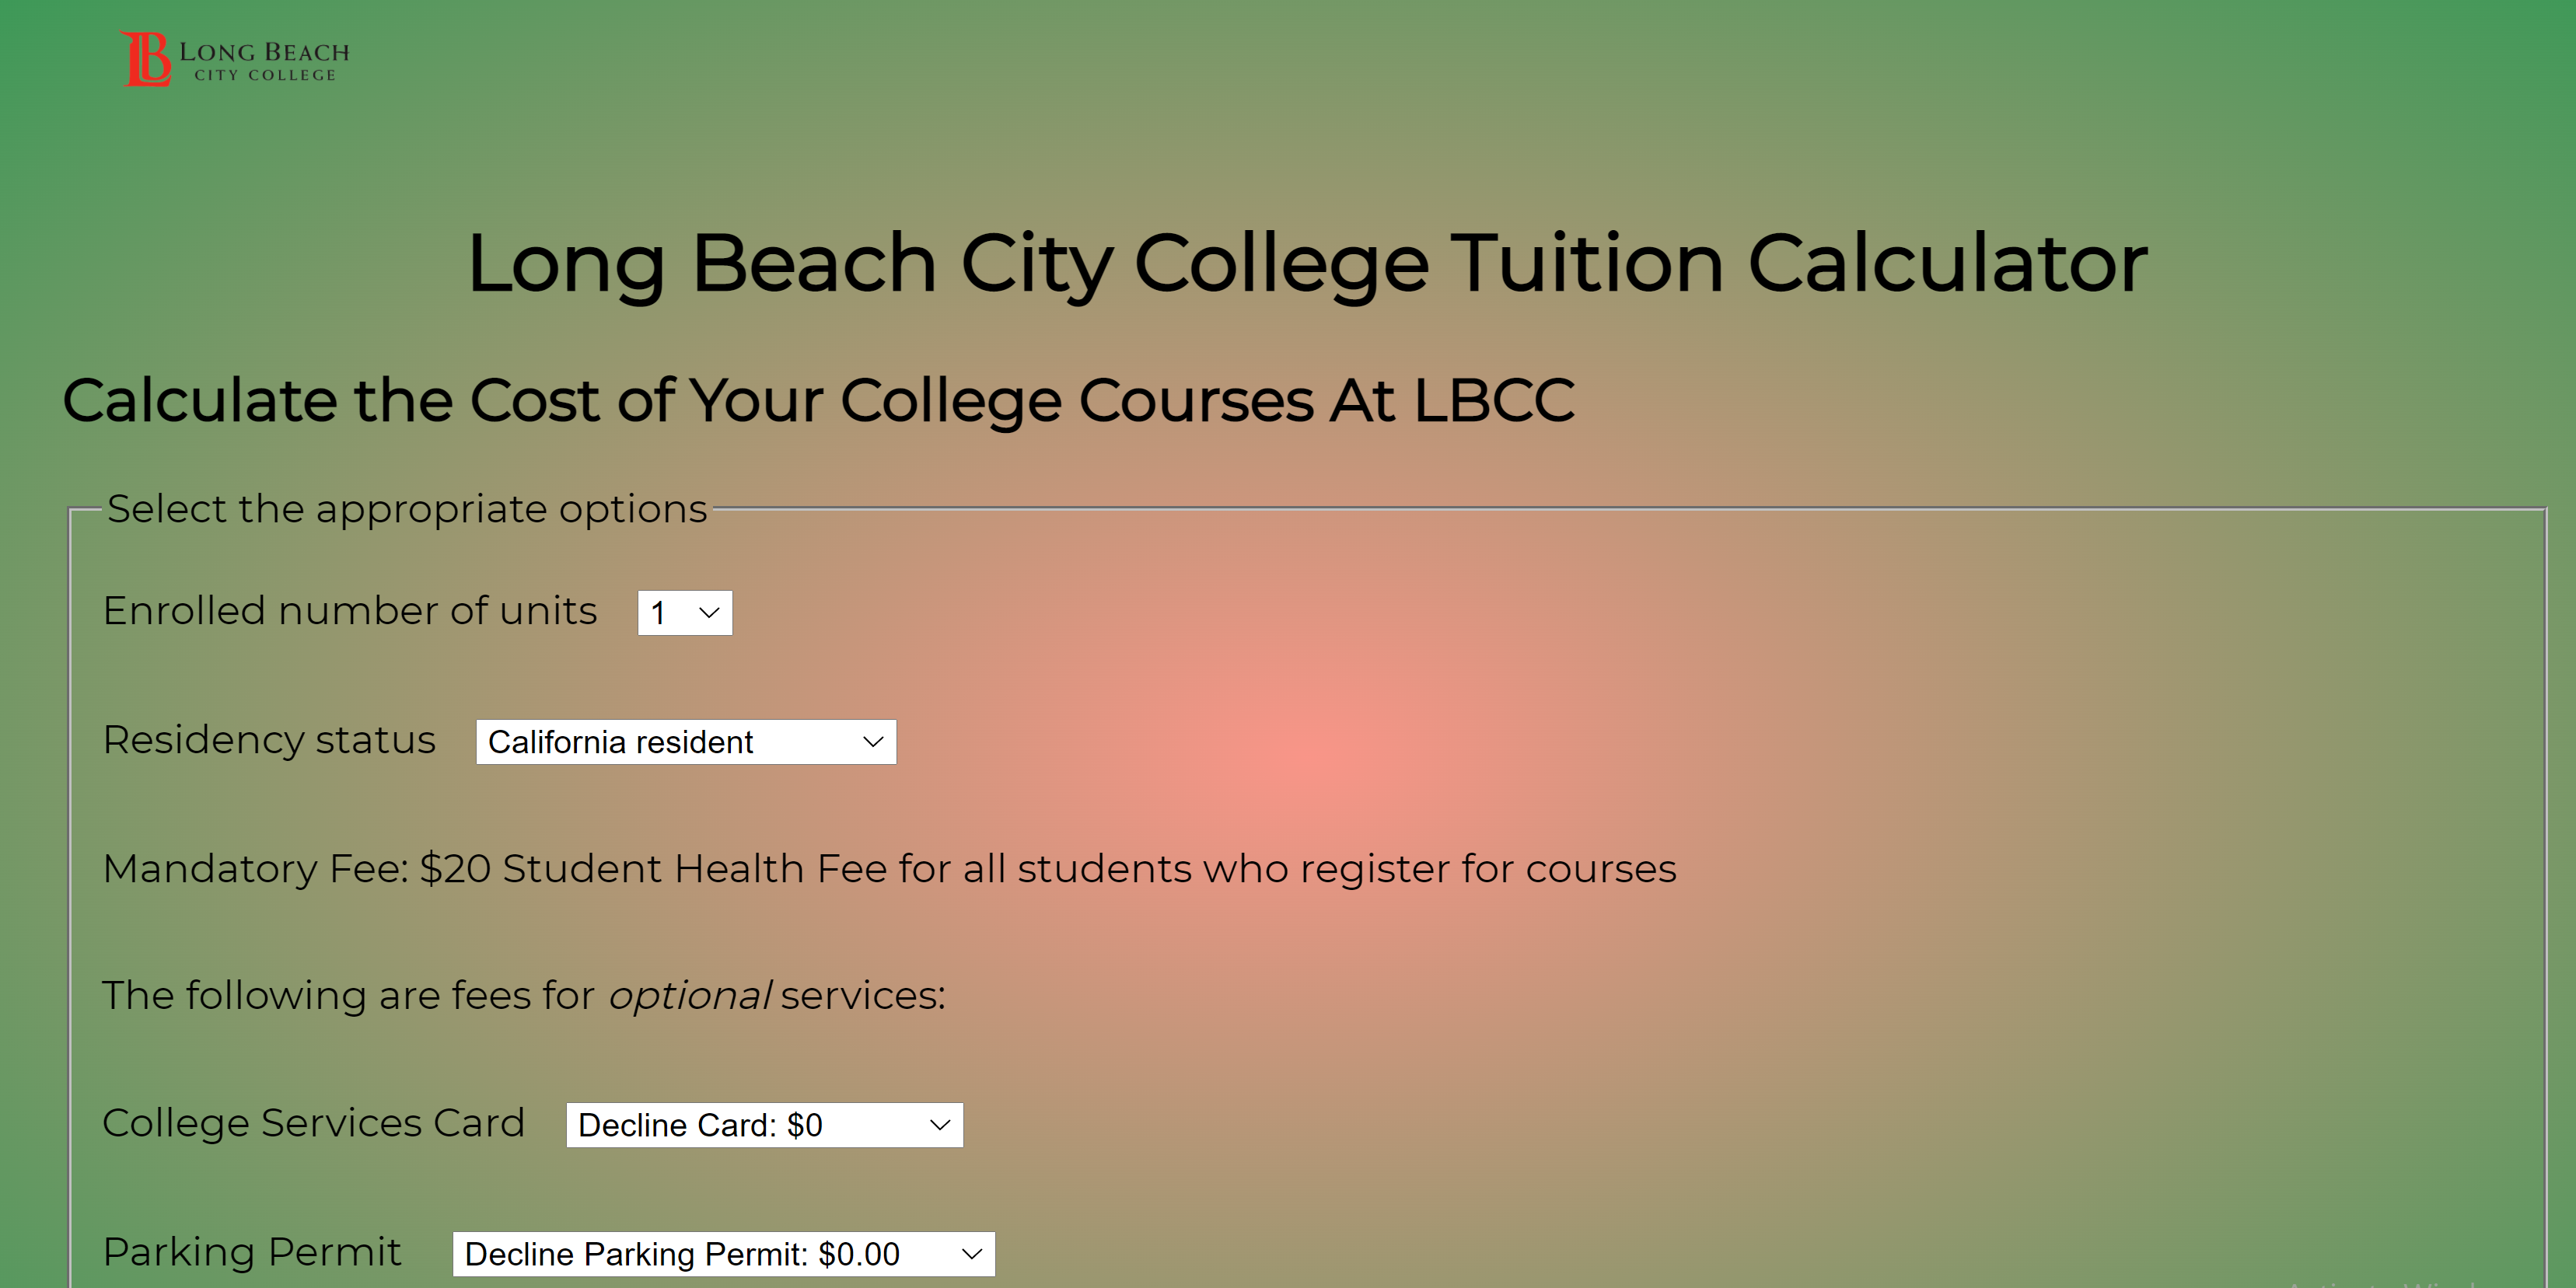 LB LONG BEACH
CITY COLLEGE
Long Beach City College Tuition Calculator
Calculate the Cost of Your College Courses At LBCC
Select the appropriate options
Enrolled number of units 1
Residency status California resident
Mandatory Fee: $20 Student Health Fee for all students who register for courses
The following are fees for optional services:
College Services Card Decline Card: $0
Parking Permit Decline Parking Permit: $0.00